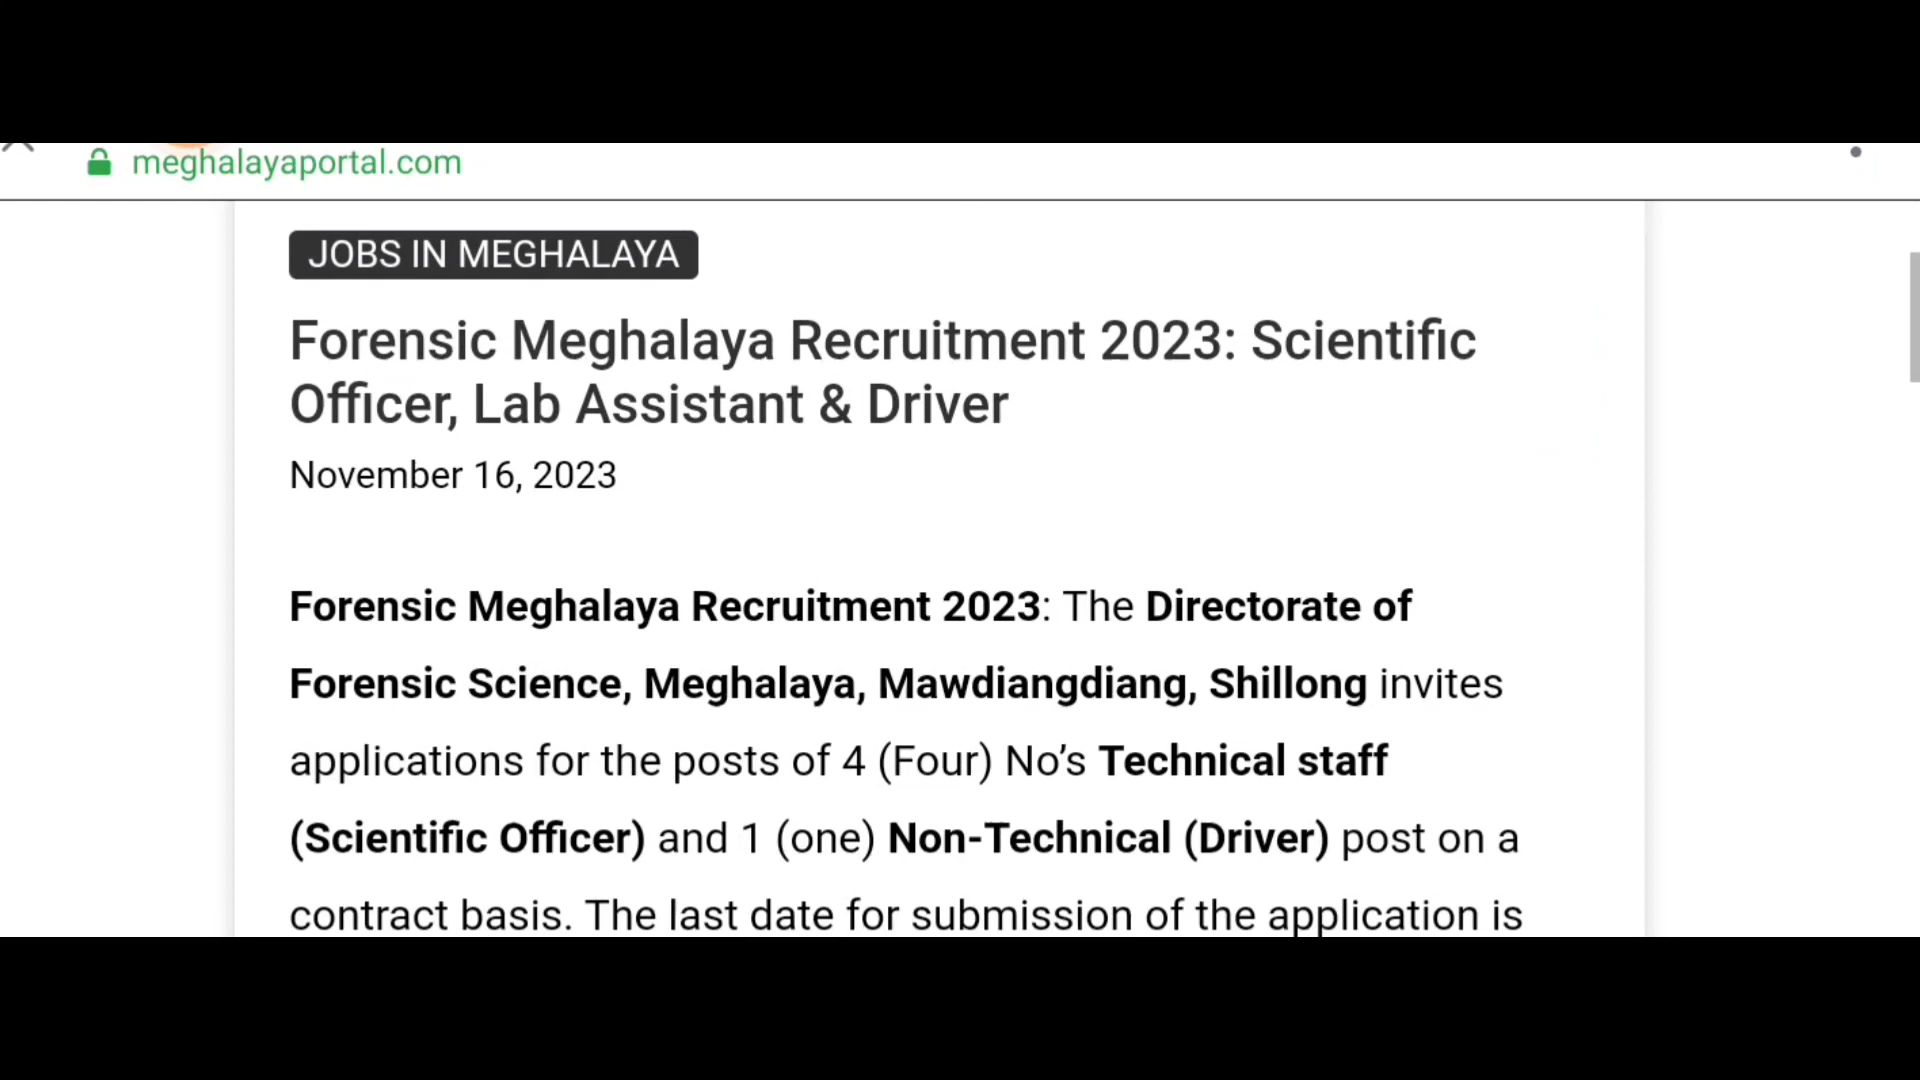 meghalayaportal.com
JOBS IN MEGHALAYA
Forensic Meghalaya Recruitment 2023: Scientific
Officer, Lab Assistant & Driver
November 16, 2023
Forensic Meghalaya Recruitment 2023: The Directorate of
Forensic Science, Meghalaya, Mawdiangdiang, Shillong invites
applications for the posts of 4 (Four) No’s Technical staff
(Scientific Officer) and 1 (one) Non-Technical (Driver) post on a
contract basis. The last date for submission of the application is